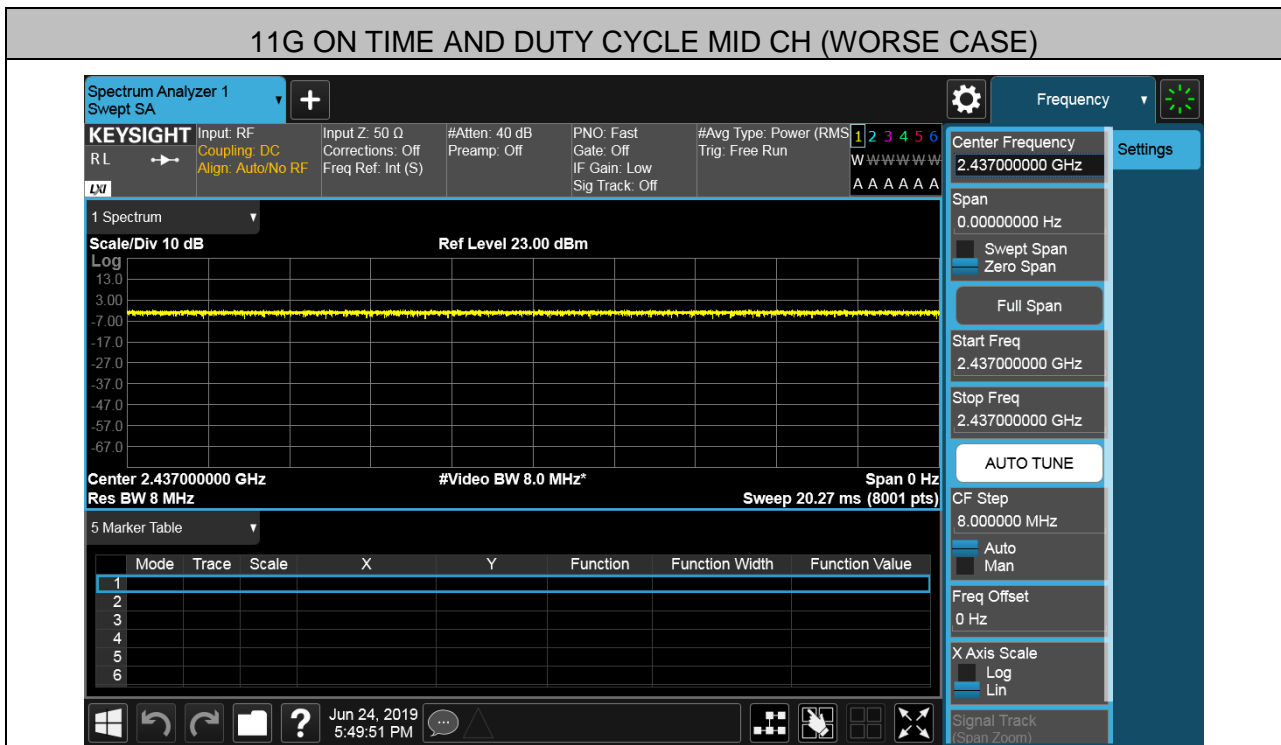 11G ON TIME AND DUTY CYCLE MID CH (WORSE CASE)
Spectrum Analyzer 1
Swept SA
Frequency
KEYSIGHT
RL
LXI
Input: RF
Coupling: DC
Align: Auto/No RF
Input Z: 50 Ω
Corrections: Off
Freq Ref: Int (S)
#Atten: 40 dB
Preamp: Off
PNO: Fast
Gate: Off
IF Gain: Low
Sig Track: Off
#Avg Type: Power (RMS
Trig: Free Run
1 2 3 4 5 6
W W W W W W
A A A A A A
1 Spectrum
Scale/Div 10 dB
Ref Level 23.00 dBm
Log
13.0
3.00
-7.00
-17.0
-27.0
-37.0
-47.0
-57.0
-67.0
Center 2.437000000 GHz
#Video BW 8.0 MHz*
Span 0 Hz
Res BW 8 MHz
Sweep 20.27 ms (8001 pts)
5 Marker Table
Mode Trace Scale X Y Function Function Width Function Value
1
2
3
4
5
6
Jun 24, 2019
5:49:51 PM
Center Frequency
2.437000000 GHz
Settings
Span
0.00000000 Hz
Swept Span
Zero Span
Full Span
Start Freq
2.437000000 GHz
Stop Freq
2.437000000 GHz
AUTO TUNE
CF Step
8.000000 MHz
Auto
Man
Freq Offset
0 Hz
X Axis Scale
Log
Lin
Signal Track
(Span Zoom)